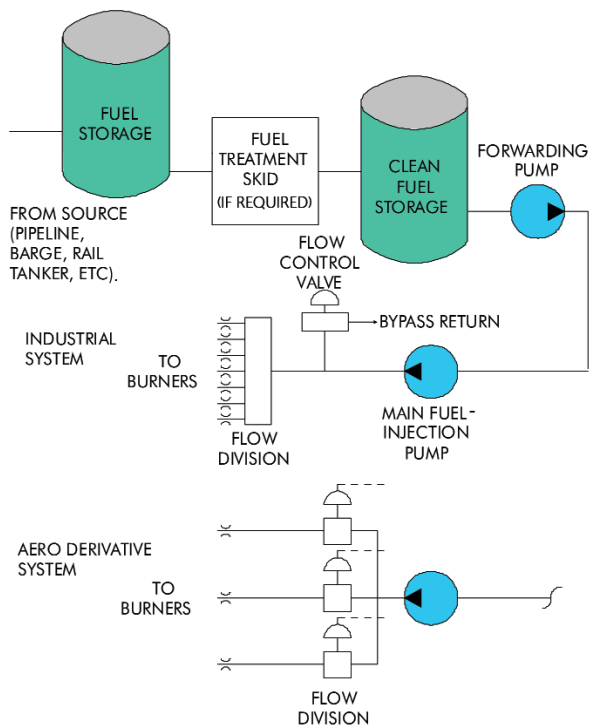 FUEL
STORAGE
FUEL
TREATMENT
SKID
(IF REQUIRED)
CLEAN
FUEL
STORAGE
FORWARDING
PUMP
FROM SOURCE
(PIPELINE,
BARGE, RAIL
TANKER, ETC).
FLOW
CONTROL
VALVE
BYPASS RETURN
INDUSTRIAL
SYSTEM
TO
BURNERS
FLOW
DIVISION
MAIN FUEL-
INJECTION
PUMP
AERO DERIVATIVE
SYSTEM
TO
BURNERS
FLOW
DIVISION